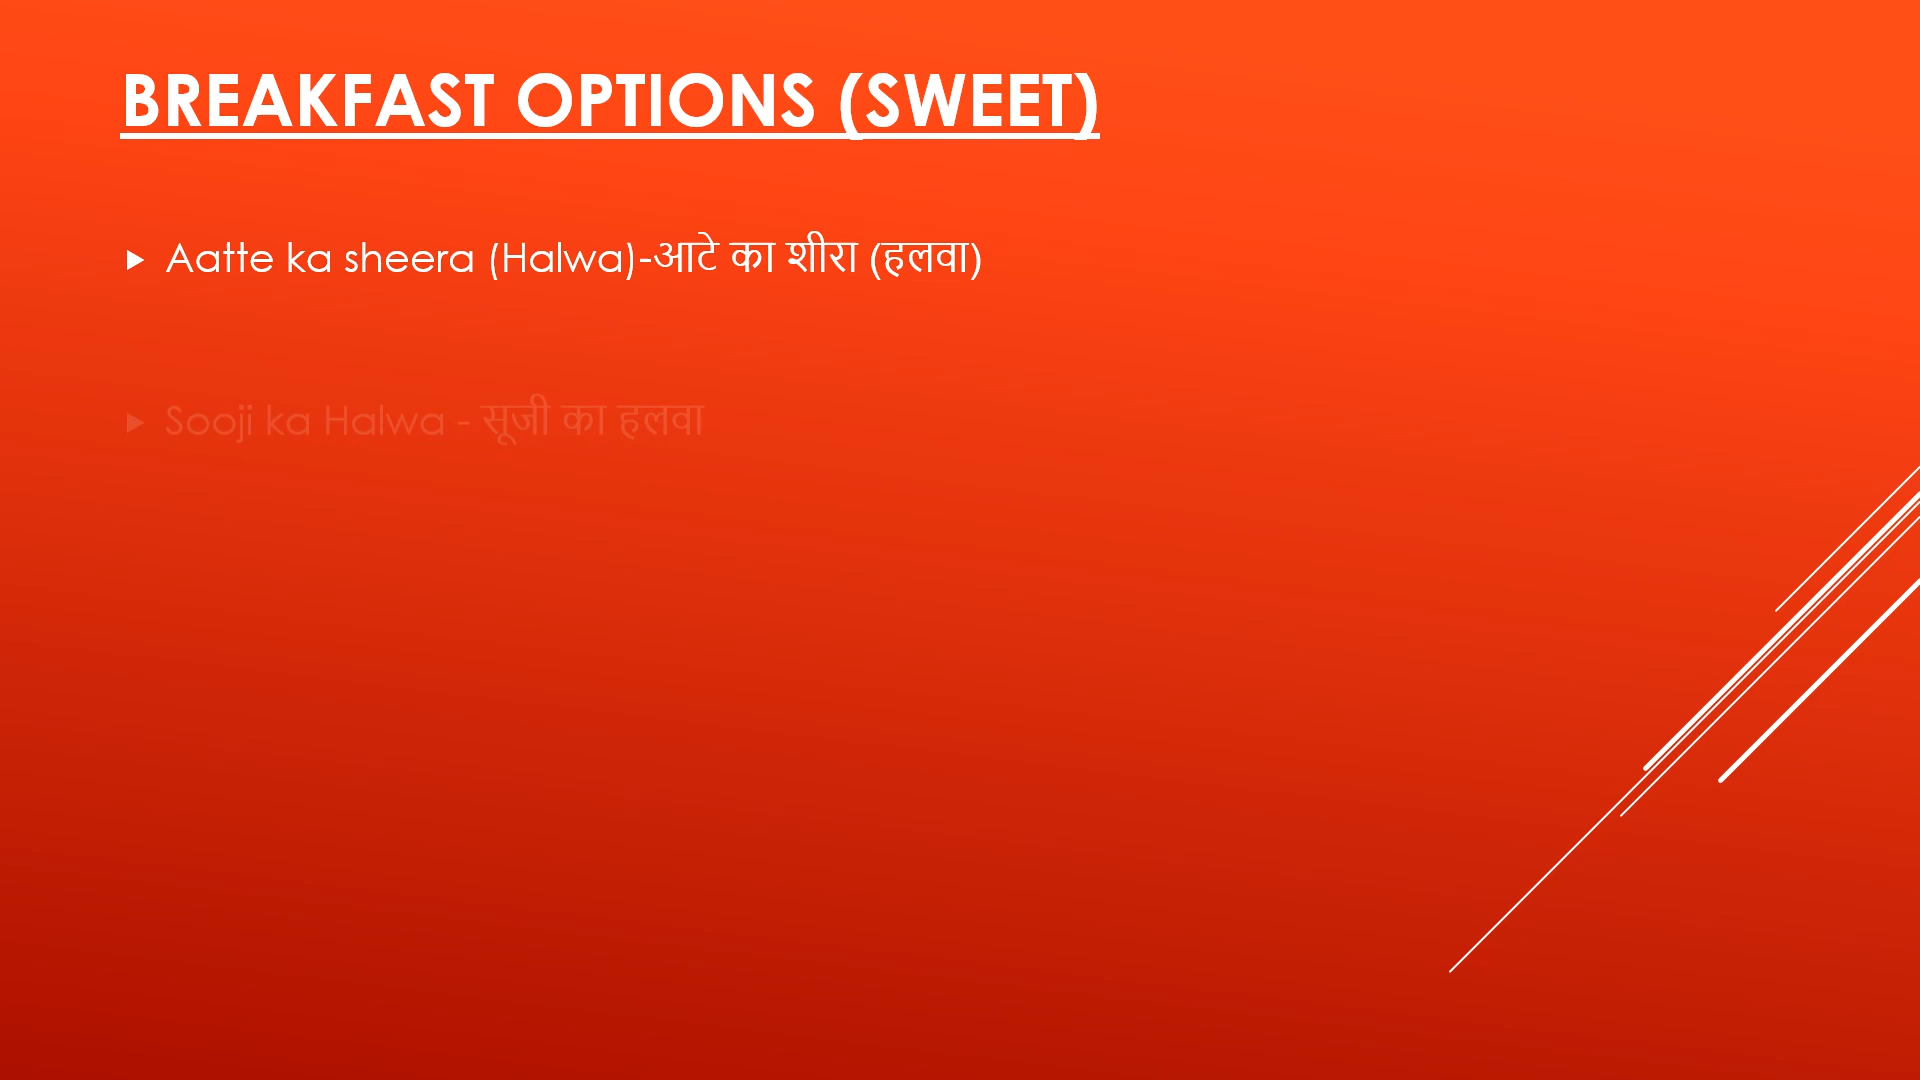 BREAKFAST OPTIONS (SWEET)
Aatte ka sheera (Halwa)-आटे का शीरा (हलवा)
Sooji ka Halwa - सूजी का हलवा